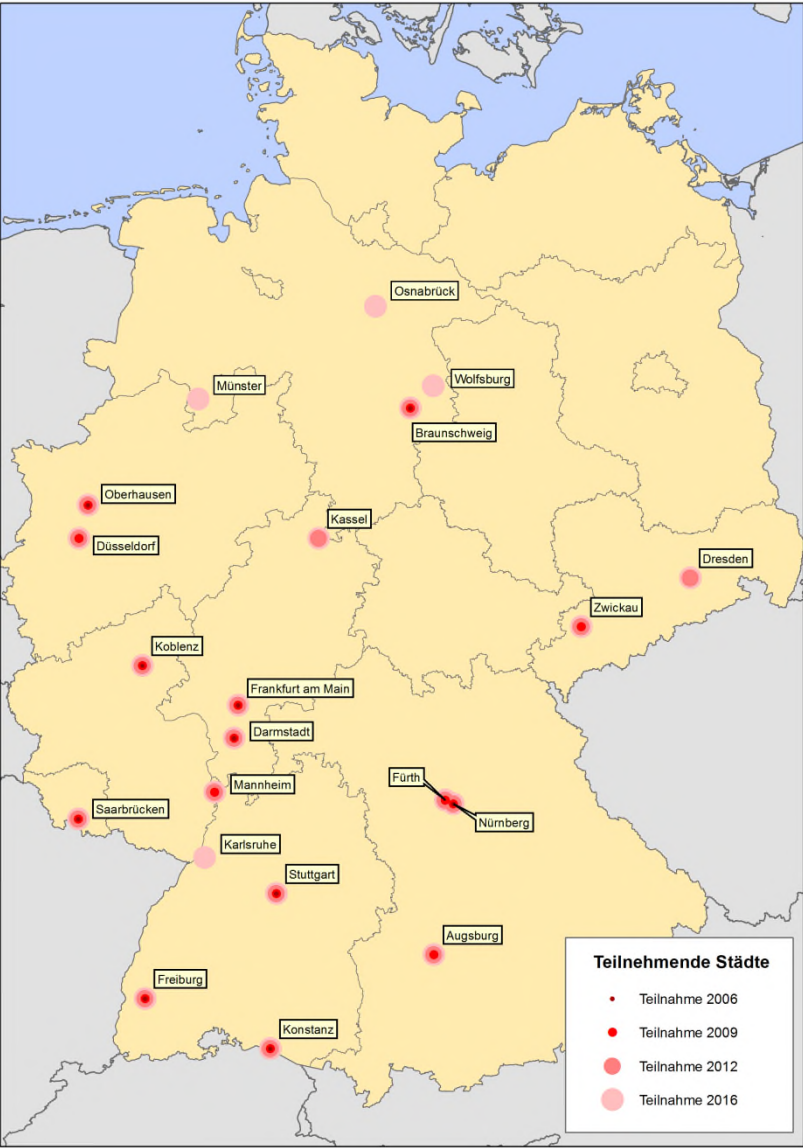 Osnabrück
Wolfsburg
Münster
Braunschweig
Oberhausen
Kassel
Düsseldorf
Dresden
Zwickau
Koblenz
Frankfurt am Main
Darmstadt
Fürth
Mannheim
Saarbrücken
Nürnberg
Karlsruhe
Stuttgart
Augsburg
Freiburg
Konstanz
Teilnehmende Städte
Teilnahme 2006
Teilnahme 2009
Teilnahme 2012
Teilnahme 2016